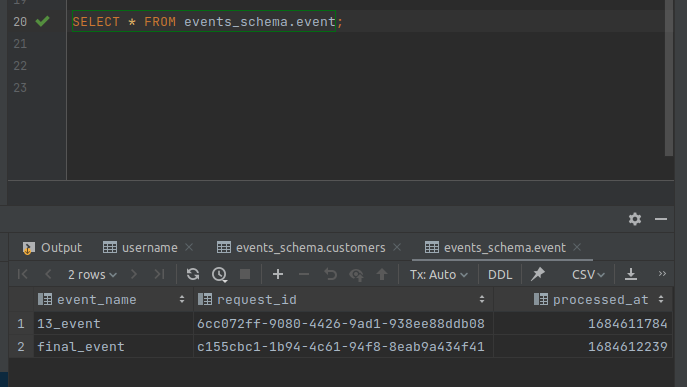 20 SELECT * FROM events_schema.event;
21
22
23
Output username events_schema.customers events_schema.event
2 rows Tx: Auto DDL CSV
event_name request_id processed_at
1 13_event 6cc072ff-9080-4426-9ad1-938ee88ddb08 1684611784
2 final_event c155cbc1-1b94-4c61-94f8-8eab9a434f41 1684612239